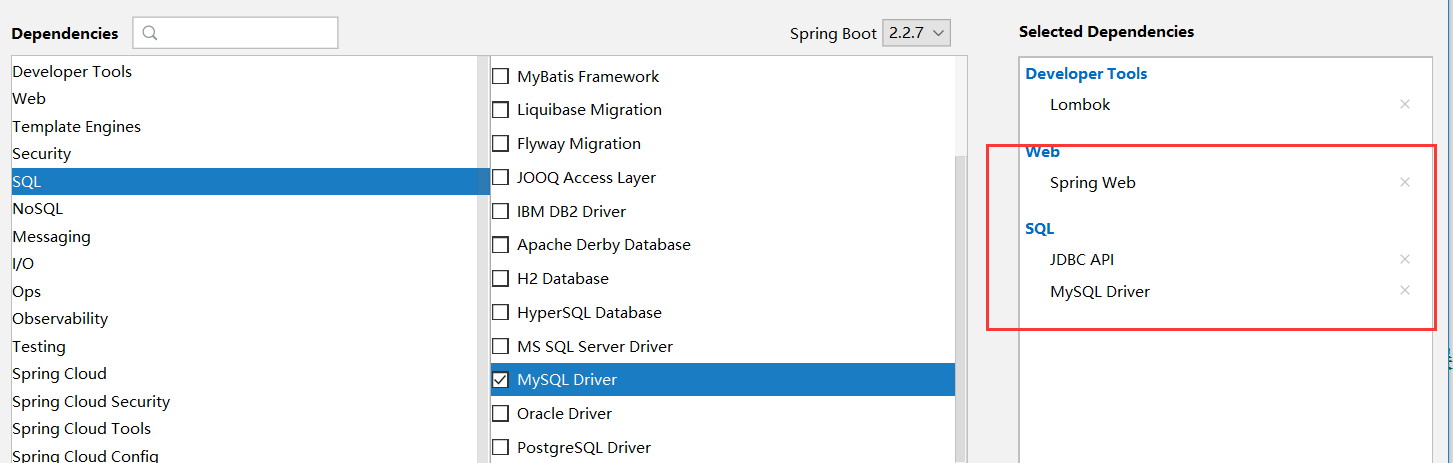 Dependencies
Spring Boot 2.2.7
Selected Dependencies
Developer Tools
Web
Template Engines
Security
SQL
NoSQL
Messaging
I/O
Ops
Observability
Testing
Spring Cloud
Spring Cloud Security
Spring Cloud Tools
Spring Cloud Config
MyBatis Framework
Liquibase Migration
Flyway Migration
JOOQ Access Layer
IBM DB2 Driver
Apache Derby Database
H2 Database
HyperSQL Database
MS SQL Server Driver
MySQL Driver
Oracle Driver
PostgreSQL Driver
Developer Tools
Lombok
Web
Spring Web
SQL
JDBC API
MySQL Driver